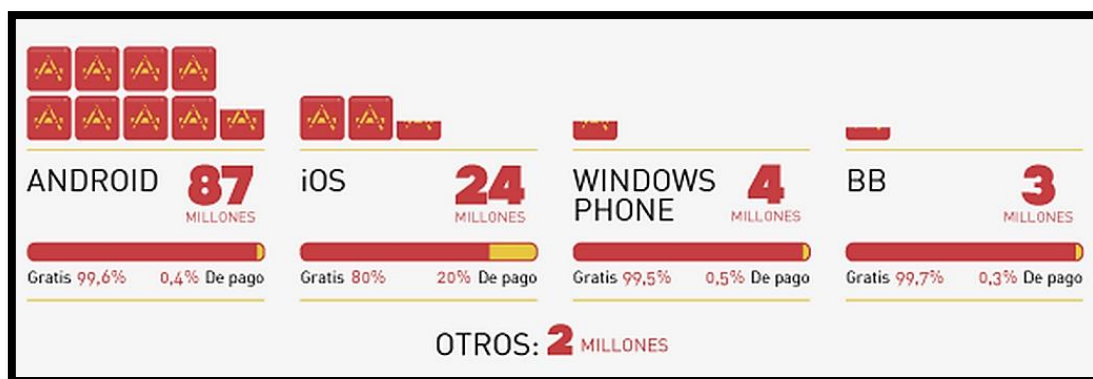 ANDROID 87 MILLONES
Gratis 99,6% 0,4% De pago
iOS 24 MILLONES
Gratis 80% 20% De pago
WINDOWS PHONE 4 MILLONES
Gratis 99,5% 0,5% De pago
BB 3 MILLONES
Gratis 99,7% 0,3% De pago
OTROS: 2 MILLONES